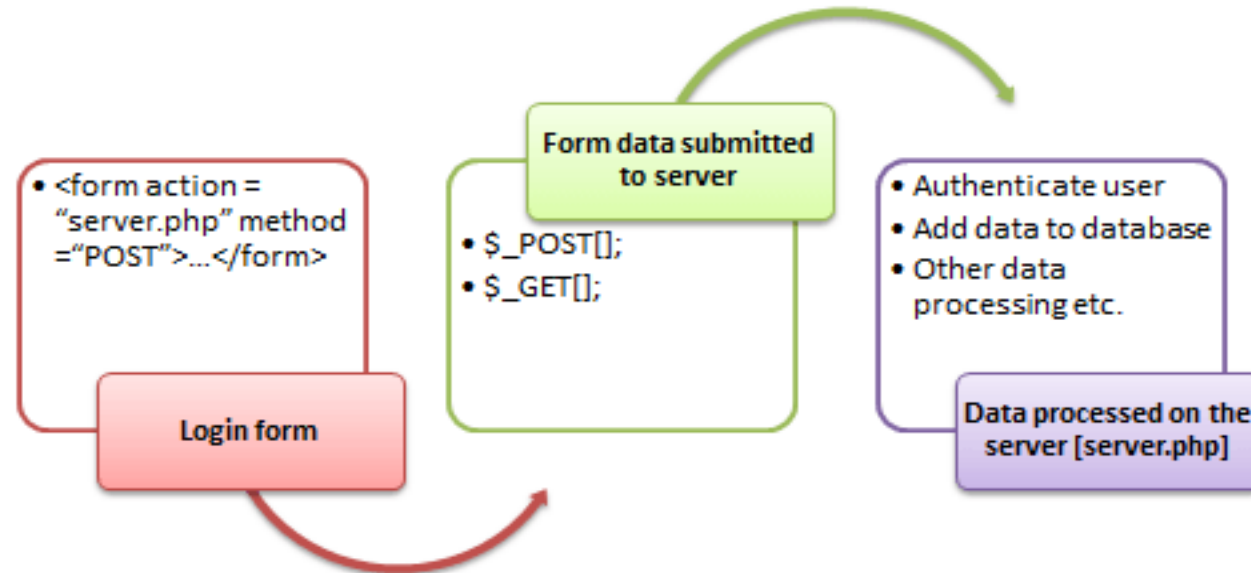 • <form action =
“server.php” method
=“POST”>...</form>
Login form
Form data submitted
to server
• $_POST[];
• $_GET[];
• Authenticate user
• Add data to database
• Other data
processing etc.
Data processed on the
server [server.php]